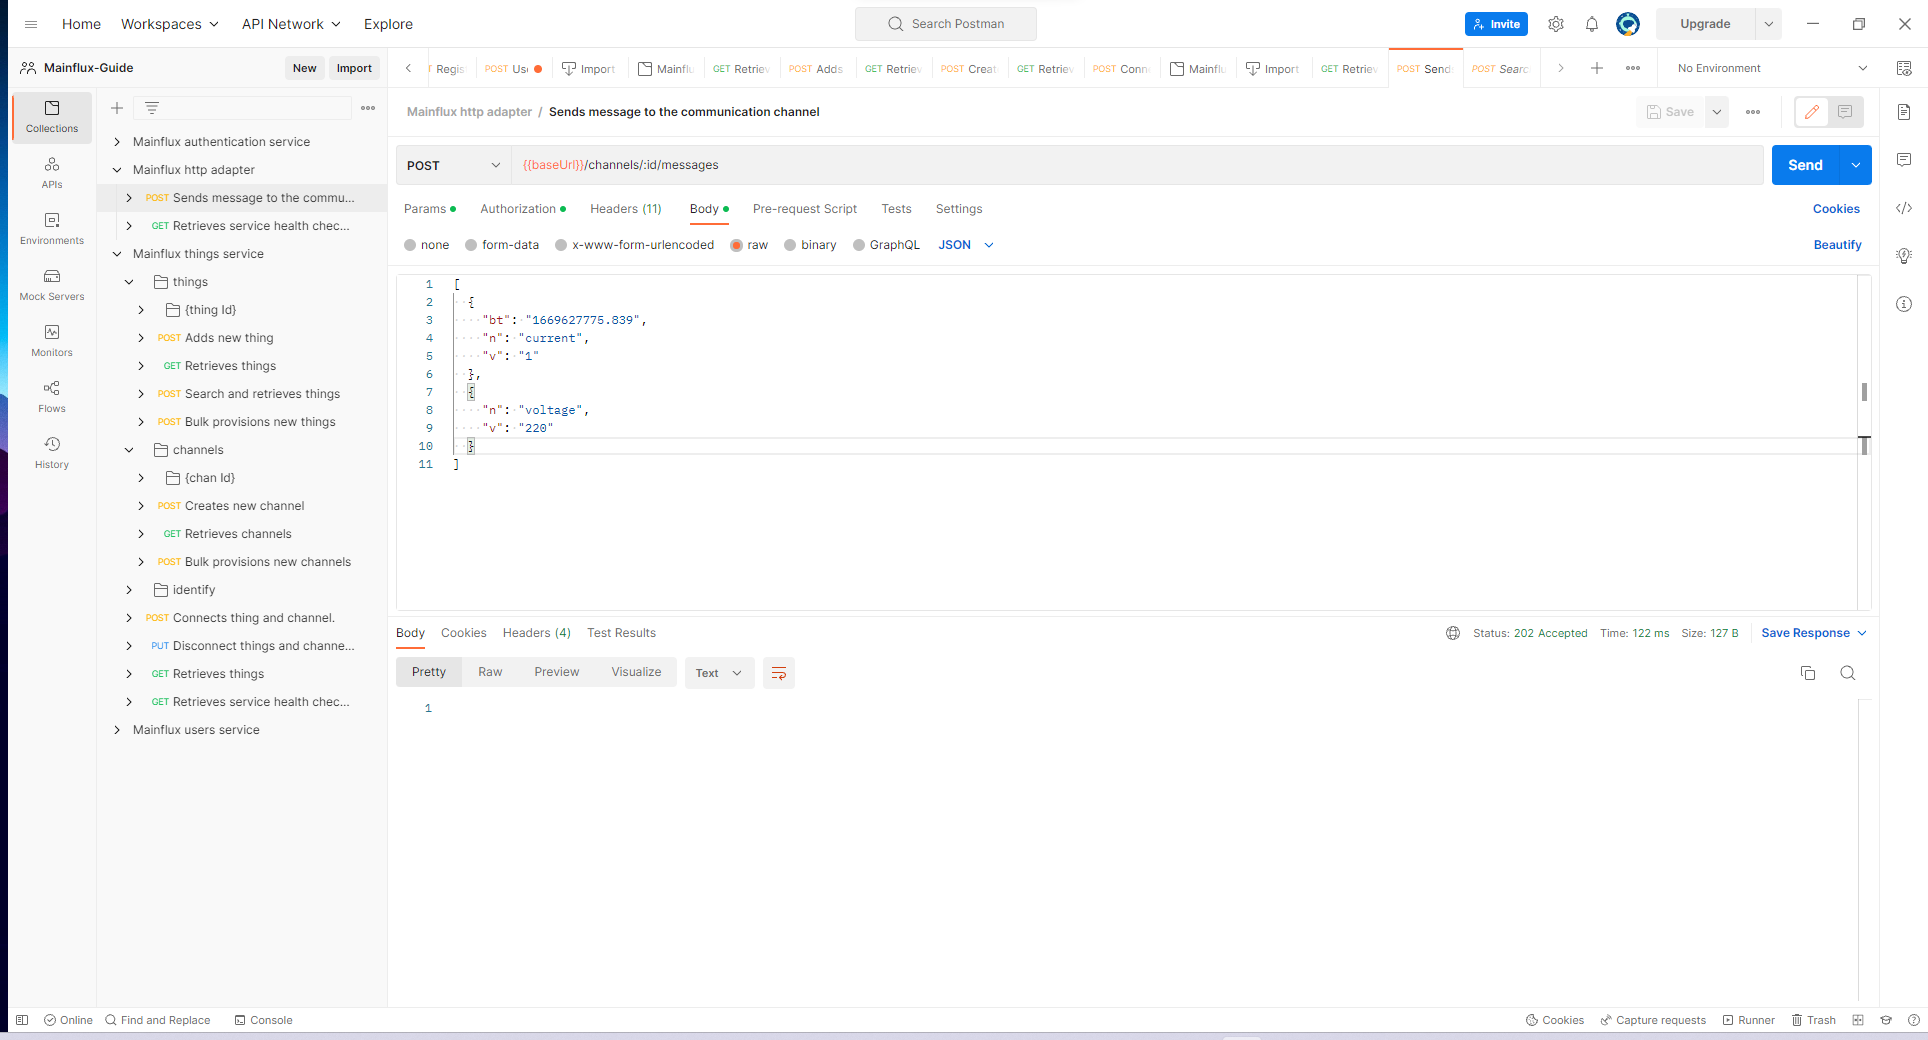 Home Workspaces API Network Explore Search Postman Invite Upgrade
Mainflux-Guide New Import
Regis POST Us Import Mainflu GET Retriev POST Adds GET Retriev POST Creat GET Retriev POST Conn Mainflu Import GET Retriev POST Send POST Searc No Environment
Collections
APIs
Environments
Mock Servers
Monitors
Flows
History
Mainflux authentication service
Mainflux http adapter
POST Sends message to the commu...
GET Retrieves service health chec...
Mainflux things service
things
{thing Id}
POST Adds new thing
GET Retrieves things
POST Search and retrieves things
POST Bulk provisions new things
channels
{chan Id}
POST Creates new channel
GET Retrieves channels
POST Bulk provisions new channels
identify
POST Connects thing and channel.
PUT Disconnect things and channe...
GET Retrieves things
GET Retrieves service health chec...
Mainflux users service
Mainflux http adapter / Sends message to the communication channel Save
POST {{baseUrl}}/channels/:id/messages Send
Params Authorization Headers (11) Body Pre-request Script Tests Settings Cookies
none form-data x-www-form-urlencoded raw binary GraphQL JSON Beautify
1 [
2 {
3 "bt": "1669627775.839",
4 "n": "current",
5 "v": "1"
6 },
7 {
8 "n": "voltage",
9 "v": "220"
10 }
11 ]
Body Cookies Headers (4) Test Results Status: 202 Accepted Time: 122 ms Size: 127 B Save Response
Pretty Raw Preview Visualize Text
1
Online Find and Replace Console Cookies Capture requests Runner Trash